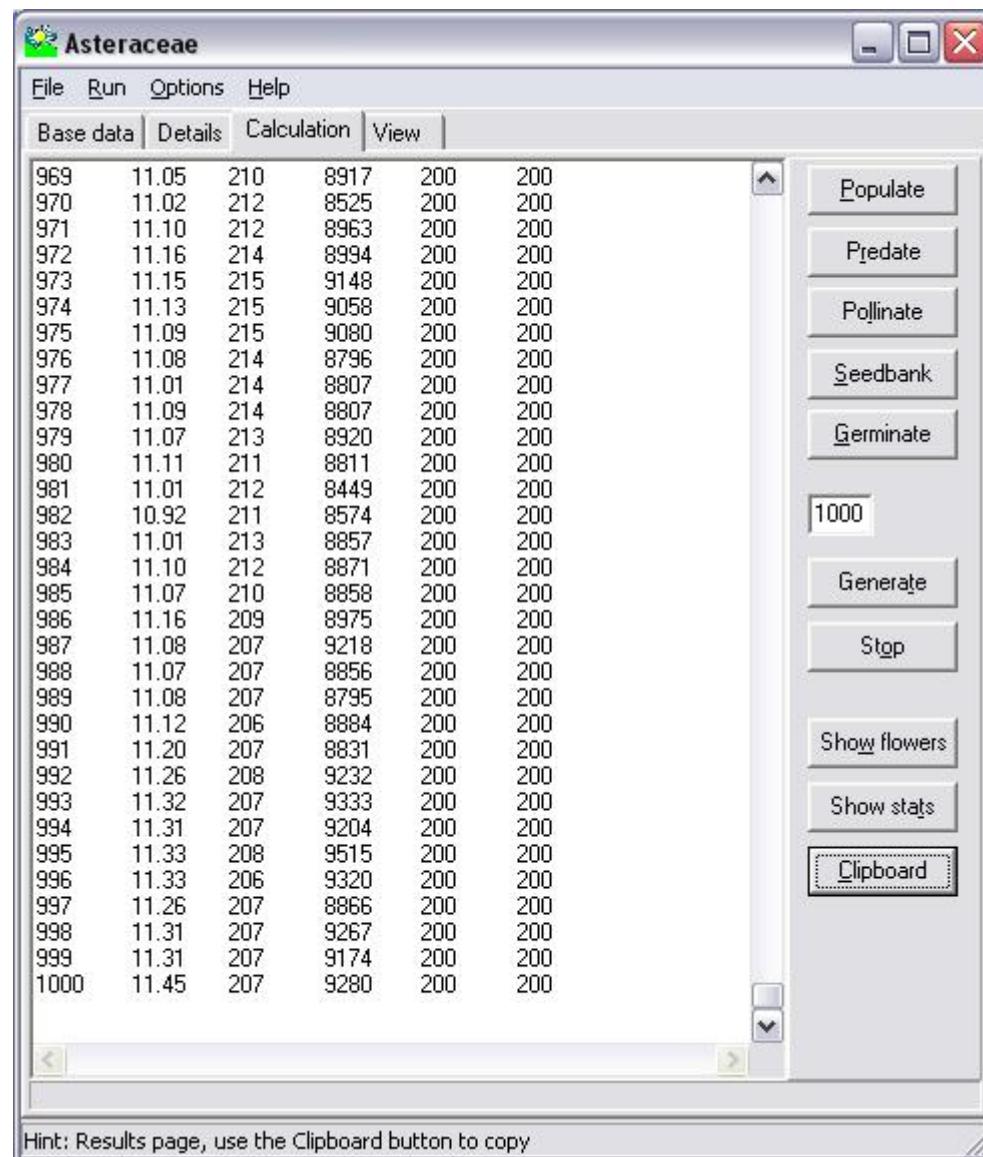 Asteraceae
File Run Options Help
Base data Details Calculation View
969 11.05 210 8917 200 200
970 11.02 212 8525 200 200
971 11.10 212 8963 200 200
972 11.16 214 8994 200 200
973 11.15 215 9148 200 200
974 11.13 215 9058 200 200
975 11.09 215 9080 200 200
976 11.08 214 8796 200 200
977 11.01 214 8807 200 200
978 11.09 214 8807 200 200
979 11.07 213 8920 200 200
980 11.11 211 8811 200 200
981 11.01 212 8449 200 200
982 10.92 211 8574 200 200
983 11.01 213 8857 200 200
984 11.10 212 8871 200 200
985 11.07 210 8858 200 200
986 11.16 209 8975 200 200
987 11.08 207 9218 200 200
988 11.07 207 8856 200 200
989 11.08 207 8795 200 200
990 11.12 206 8884 200 200
991 11.20 207 8831 200 200
992 11.26 208 9232 200 200
993 11.32 207 9333 200 200
994 11.31 207 9204 200 200
995 11.33 208 9515 200 200
996 11.33 206 9320 200 200
997 11.26 207 8866 200 200
998 11.31 207 9267 200 200
999 11.31 207 9174 200 200
1000 11.45 207 9280 200 200
Populate
Predate
Pollinate
Seedbank
Germinate
1000
Generate
Stop
Show flowers
Show stats
Clipboard
Hint: Results page, use the Clipboard button to copy